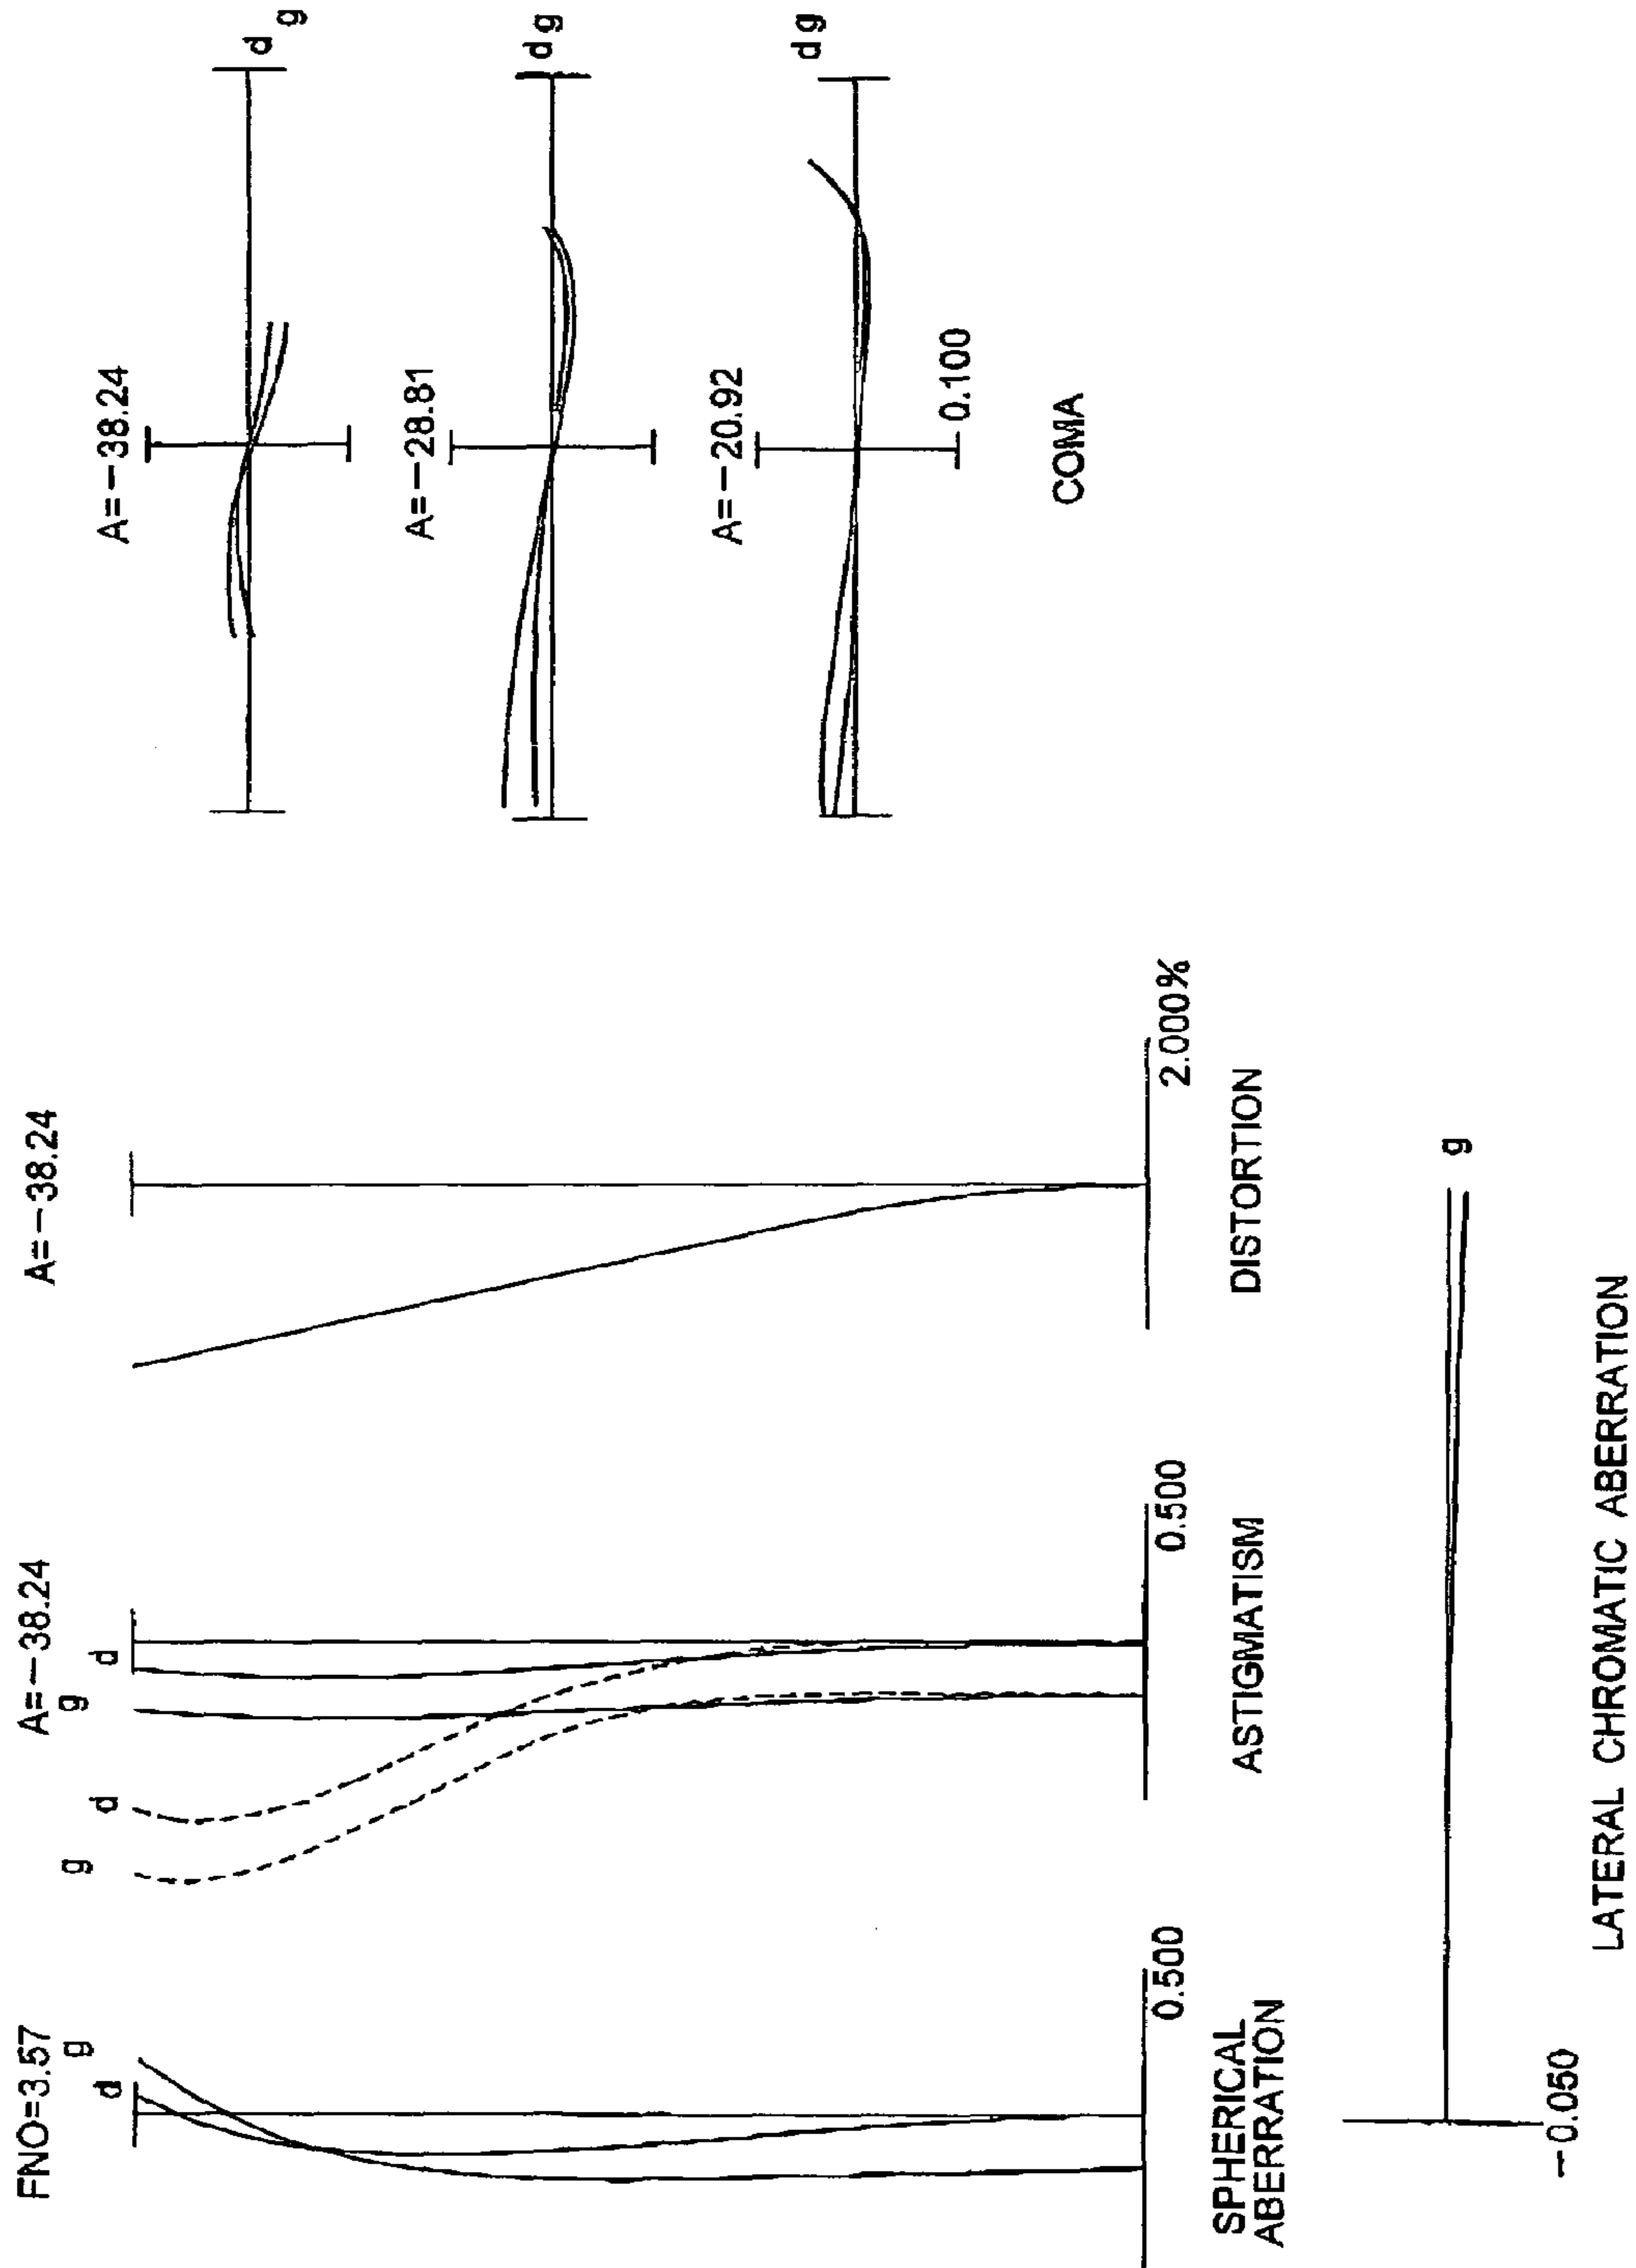 FNO=3.57
g
d
0.500
SPHERICAL
ABERRATION
A=−38.24
g
d
g
d
0.500
ASTIGMATISM
A=−38.24
2.000%
DISTORTION
A=−38.24
d
g
A=−28.81
d g
A=−20.92
d g
0.100
COMA
g
−0.050
LATERAL CHROMATIC ABERRATION